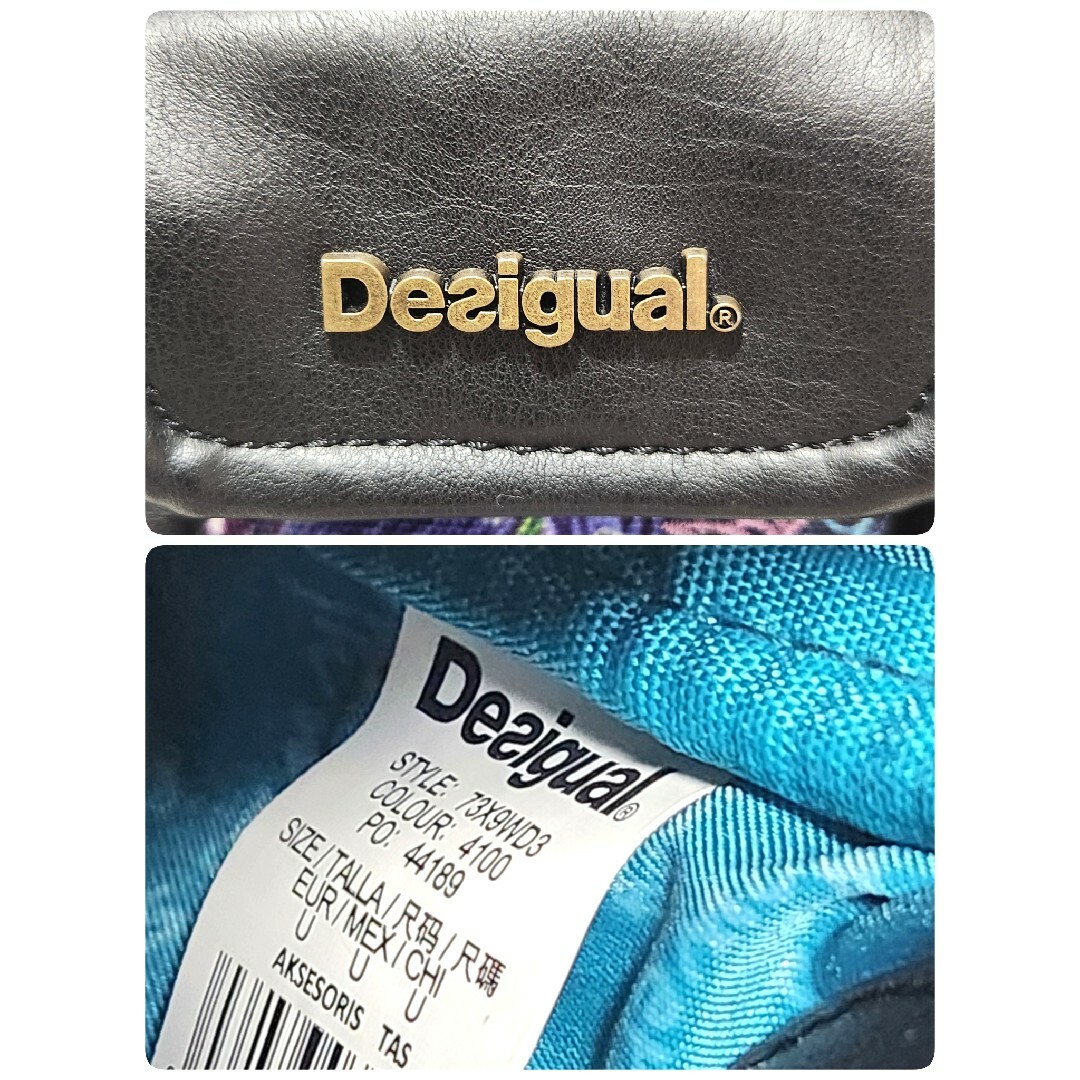 Desigual®
Desigual®
STYLE: 73X9WD3
COLOUR: 4100
PO: 44189
SIZE/TALLA/尺码/尺碼
EUR/MEX/CHI
U U U
AKSESORIS TAS